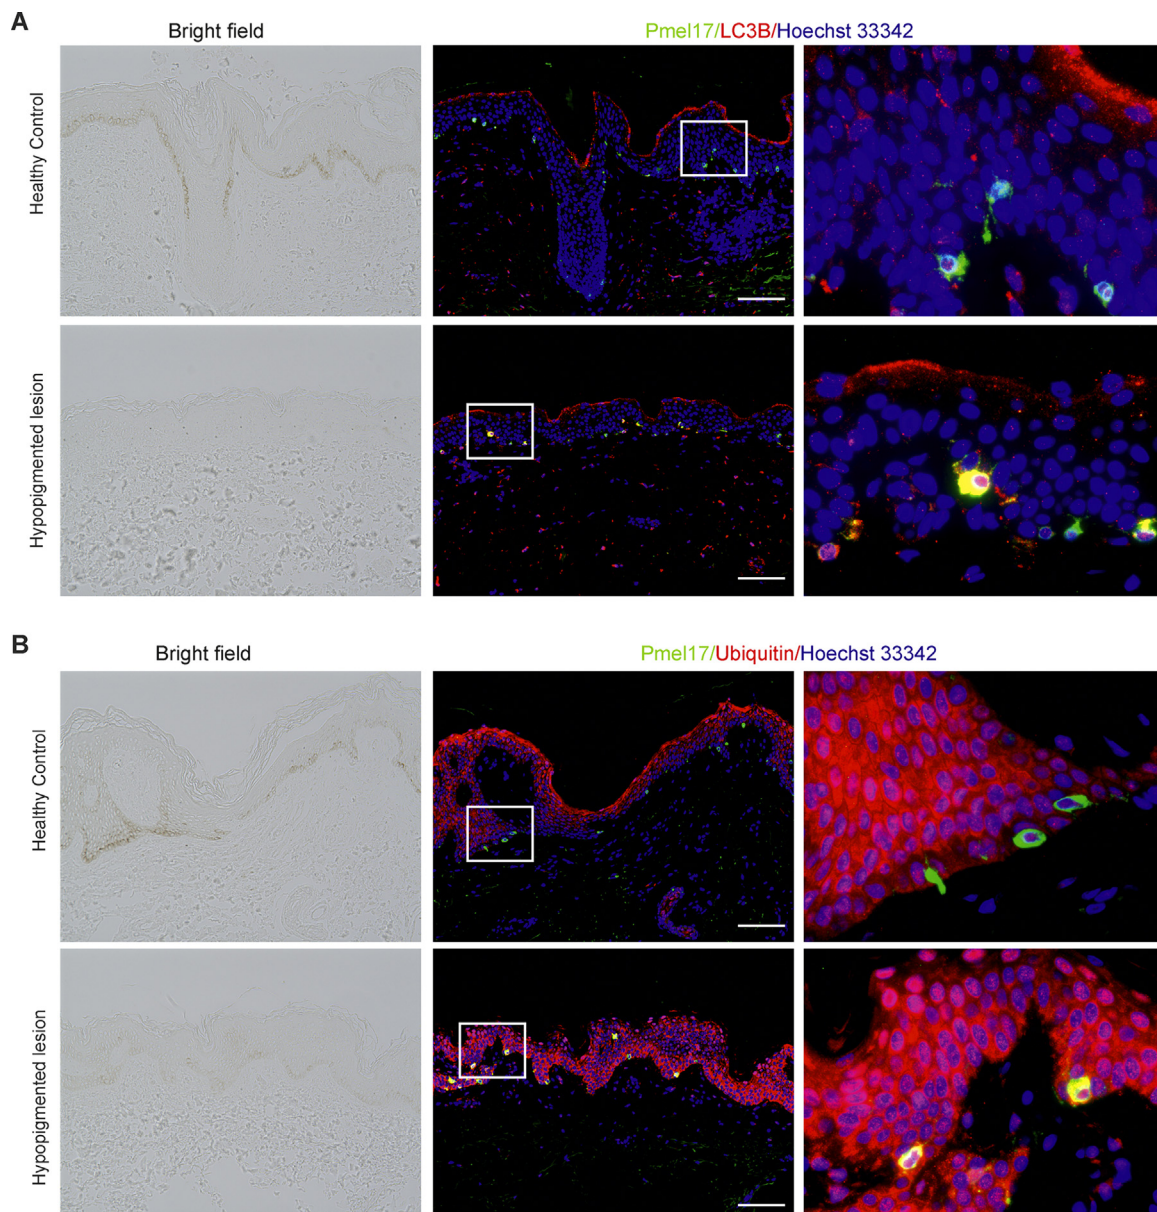 A
Bright field
Pmel17/LC3B/Hoechst 33342
Healthy Control
Hypopigmented lesion
B
Bright field
Pmel17/Ubiquitin/Hoechst 33342
Healthy Control
Hypopigmented lesion